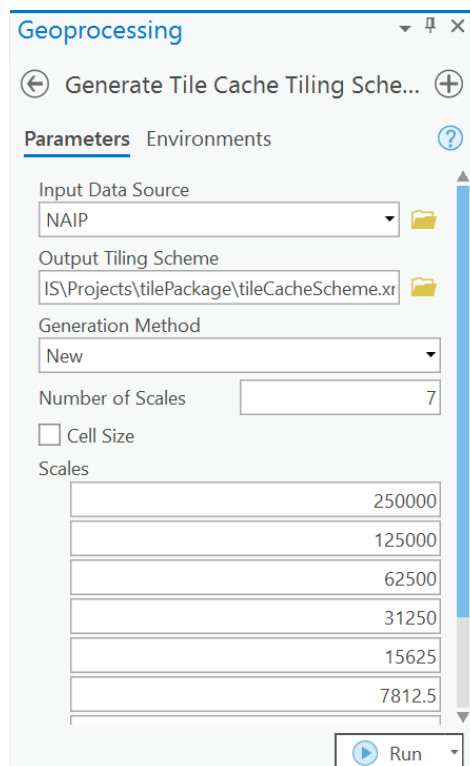 Geoprocessing
Generate Tile Cache Tiling Sche...
Parameters Environments
?
Input Data Source
NAIP
Output Tiling Scheme
IS\Projects\tilePackage\tileCacheScheme.xr
Generation Method
New
Number of Scales 7
Cell Size
Scales
250000
125000
62500
31250
15625
7812.5
Run